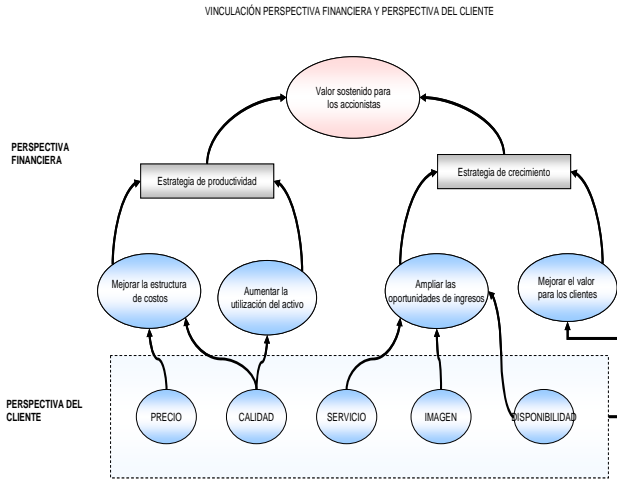 VINCULACIÓN PERSPECTIVA FINANCIERA Y PERSPECTIVA DEL CLIENTE
Valor sostenido para
los accionistas
PERSPECTIVA
FINANCIERA
Estrategia de productividad
Estrategia de crecimiento
Mejorar la estructura
de costos
Aumentar la
utilización del activo
Ampliar las
oportunidades de ingresos
Mejorar el valor
para los clientes
PERSPECTIVA DEL
CLIENTE
PRECIO
CALIDAD
SERVICIO
IMAGEN
DISPONIBILIDAD